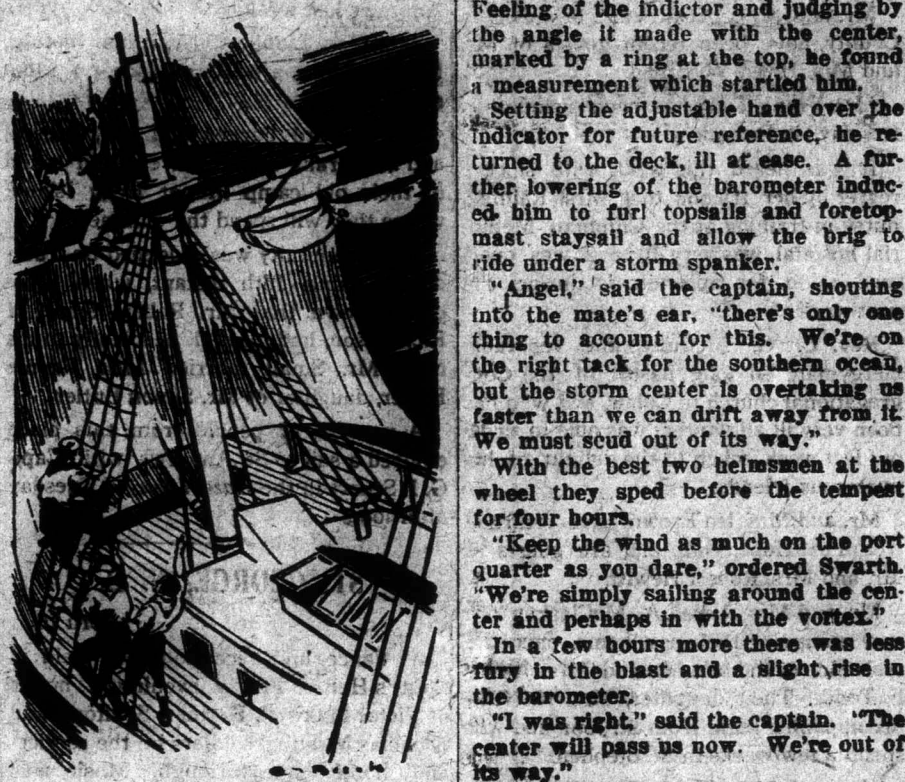 Feeling of the indictor and judging by
the angle it made with the center,
marked by a ring at the top, he found
a measurement which startled him.
Setting the adjustable hand over the
indicator for future reference, he re-
turned to the deck, ill at ease. A fur-
ther lowering of the barometer induc-
ed him to furl topsails and foretop-
mast staysail and allow the brig to
ride under a storm spanker.
"Angel," said the captain, shouting
into the mate's ear, "there's only one
thing to account for this. We're on
the right tack for the southern ocean,
but the storm center is overtaking us
faster than we can drift away from it.
We must scud out of its way."
With the best two helmsmen at the
wheel they sped before the tempest
for four hours.
"Keep the wind as much on the port
quarter as you dare," ordered Swarth.
"We're simply sailing around the cen-
ter and perhaps in with the vortex."
In a few hours more there was less
fury in the blast and a slight rise in
the barometer.
"I was right," said the captain. "The
center will pass us now. We're out of
its way."